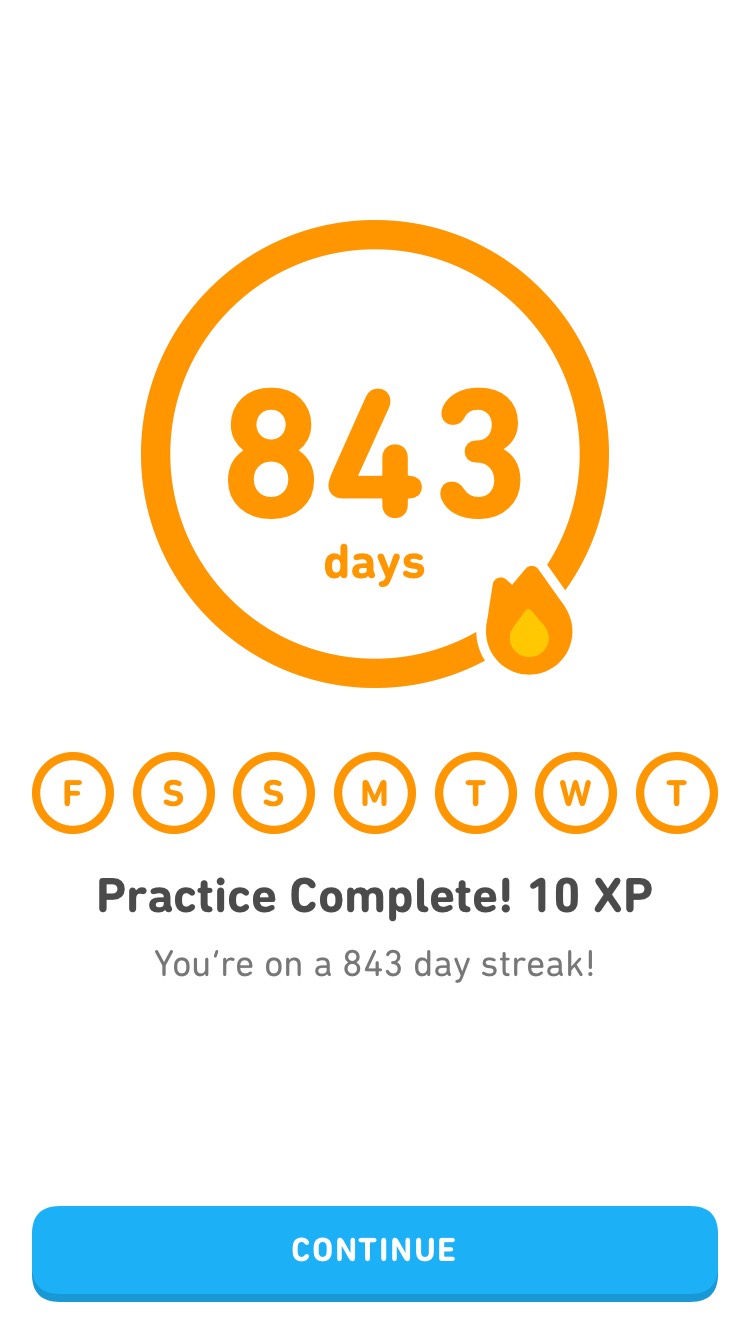 843
days
F S S M T W T
Practice Complete! 10 XP
You‘re on a 843 day streak!
CONTINUE